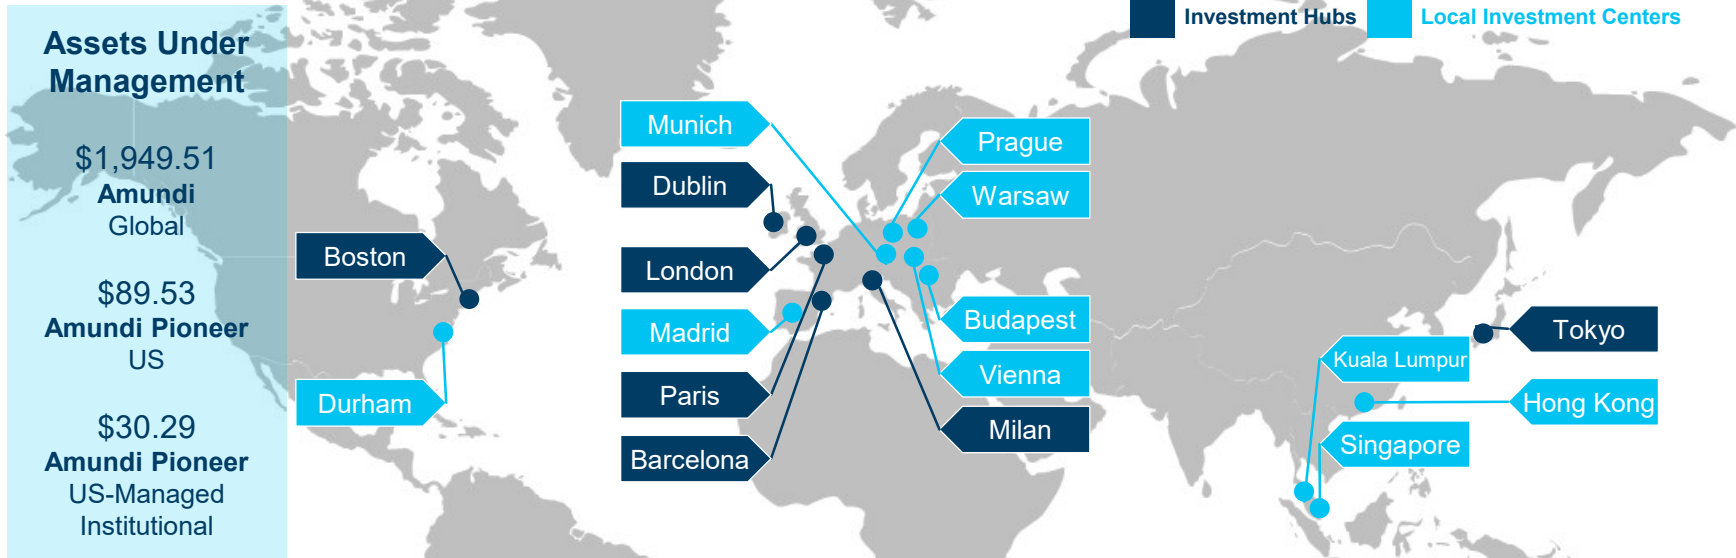 Investment Hubs
Local Investment Centers
Assets Under
Management
$1,949.51
Amundi
Global
$89.53
Amundi Pioneer
US
$30.29
Amundi Pioneer
US-Managed
Institutional
Boston
Durham
Munich
Dublin
London
Madrid
Paris
Barcelona
Prague
Warsaw
Budapest
Vienna
Milan
Tokyo
Kuala Lumpur
Hong Kong
Singapore